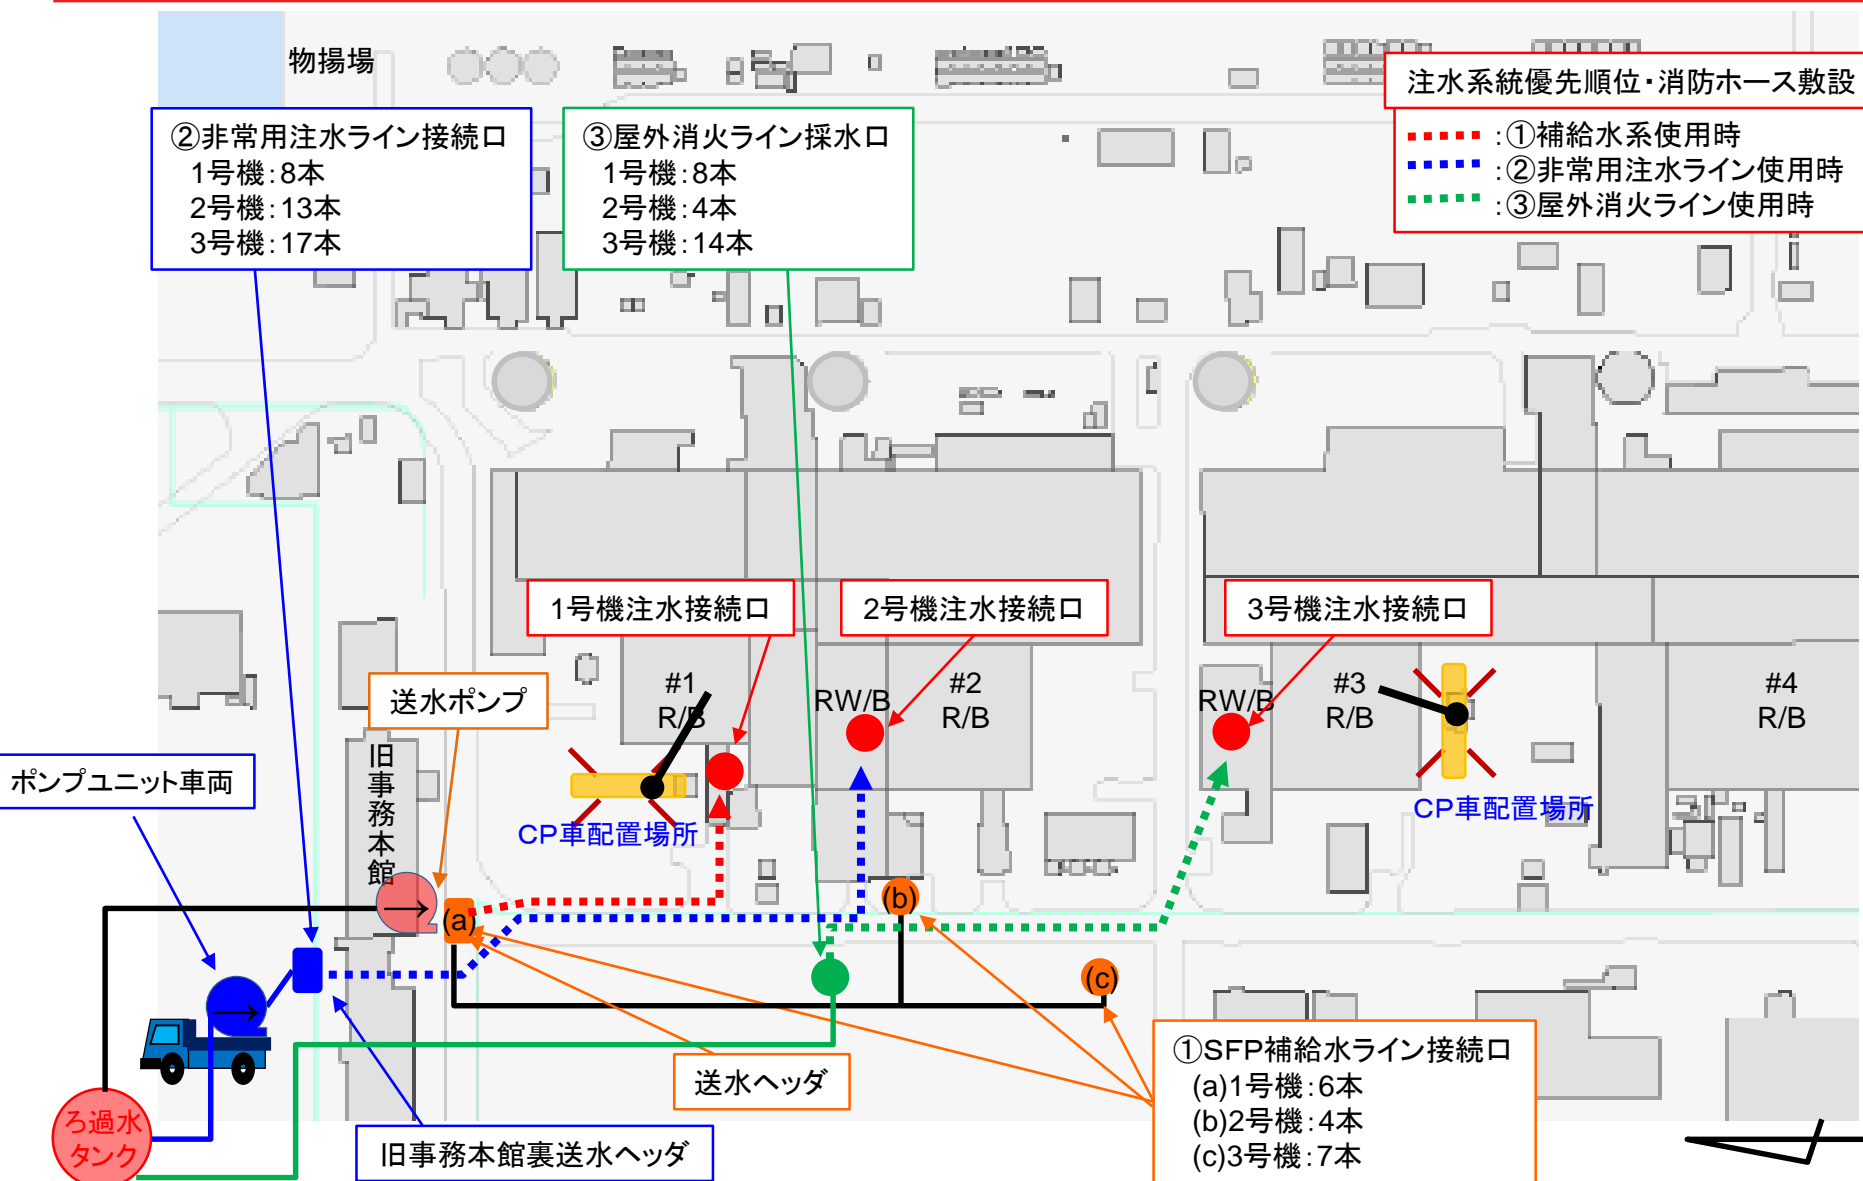 物揚場
注水系統優先順位・消防ホース敷設
:①補給水系使用時
:②非常用注水ライン使用時
:③屋外消火ライン使用時
②非常用注水ライン接続口
1号機:8本
2号機:13本
3号機:17本
③屋外消火ライン採水口
1号機:8本
2号機:4本
3号機:14本
1号機注水接続口
2号機注水接続口
3号機注水接続口
送水ポンプ
#1
R/B
RW/B
#2
R/B
RW/B
#3
R/B
#4
R/B
ポンプユニット車両
旧事務本館
CP車配置場所
CP車配置場所
→
(a)
(b)
(c)
→
送水ヘッダ
①SFP補給水ライン接続口
(a)1号機:6本
(b)2号機:4本
(c)3号機:7本
ろ過水
タンク
旧事務本館裏送水ヘッダ